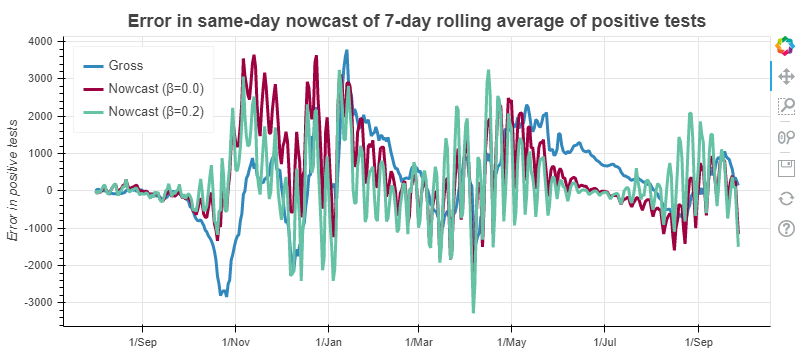 Error in same-day nowcast of 7-day rolling average of positive tests
Error in positive tests
4000
3000
2000
1000
0
-1000
-2000
-3000
Gross
Nowcast (β=0.0)
Nowcast (β=0.2)
1/Sep
1/Nov
1/Jan
1/Mar
1/May
1/Jul
1/Sep